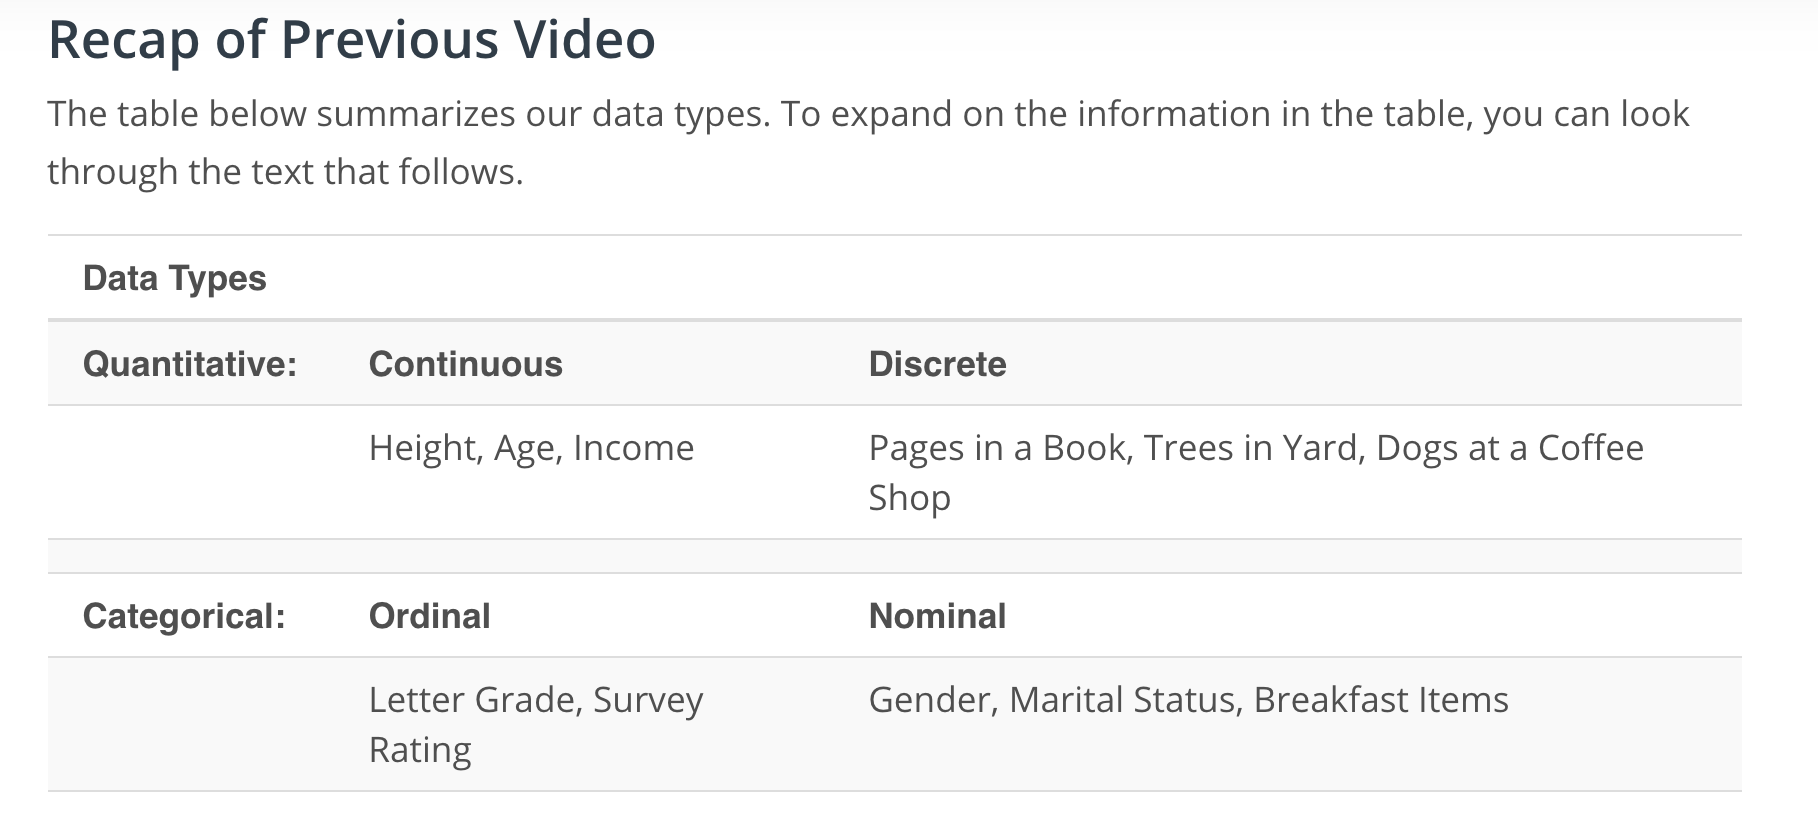 Recap of Previous Video
The table below summarizes our data types. To expand on the information in the table, you can look
through the text that follows.
Data Types
Quantitative: Continuous Discrete
Height, Age, Income Pages in a Book, Trees in Yard, Dogs at a Coffee
Shop
Categorical: Ordinal Nominal
Letter Grade, Survey Gender, Marital Status, Breakfast Items
Rating